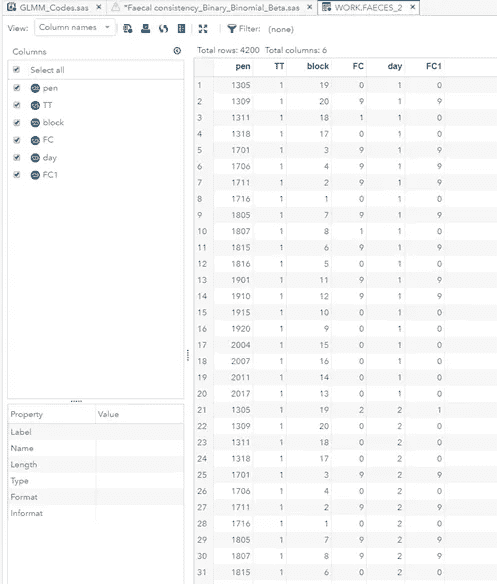 GLMM_Codes.sas × *Faecal consistency_Binary_Binomial_Beta.sas × WORK.FAECES_2 ×
View: Column names Filter: (none)
Columns Total rows: 4200 Total columns: 6
Select all
pen
TT
block
FC
day
FC1
pen TT block FC day FC1
1 1305 1 19 0 1 0
2 1309 1 20 9 1 9
3 1311 1 18 1 1 0
4 1318 1 17 0 1 0
5 1701 1 3 9 1 9
6 1706 1 4 9 1 9
7 1711 1 2 9 1 9
8 1716 1 1 0 1 0
9 1805 1 7 9 1 9
10 1807 1 8 1 1 0
11 1815 1 6 9 1 9
12 1816 1 5 0 1 0
13 1901 1 11 9 1 9
14 1910 1 12 9 1 9
15 1915 1 10 0 1 0
16 1920 1 9 0 1 0
17 2004 1 15 0 1 0
18 2007 1 16 0 1 0
19 2011 1 14 0 1 0
20 2017 1 13 0 1 0
21 1305 1 19 2 2 1
22 1309 1 20 0 2 0
23 1311 1 18 0 2 0
24 1318 1 17 0 2 0
25 1701 1 3 9 2 9
26 1706 1 4 0 2 0
27 1711 1 2 9 2 9
28 1716 1 1 0 2 0
29 1805 1 7 9 2 9
30 1807 1 8 9 2 9
31 1815 1 6 0 2 0
Property Value
Label
Name
Length
Type
Format
Informat